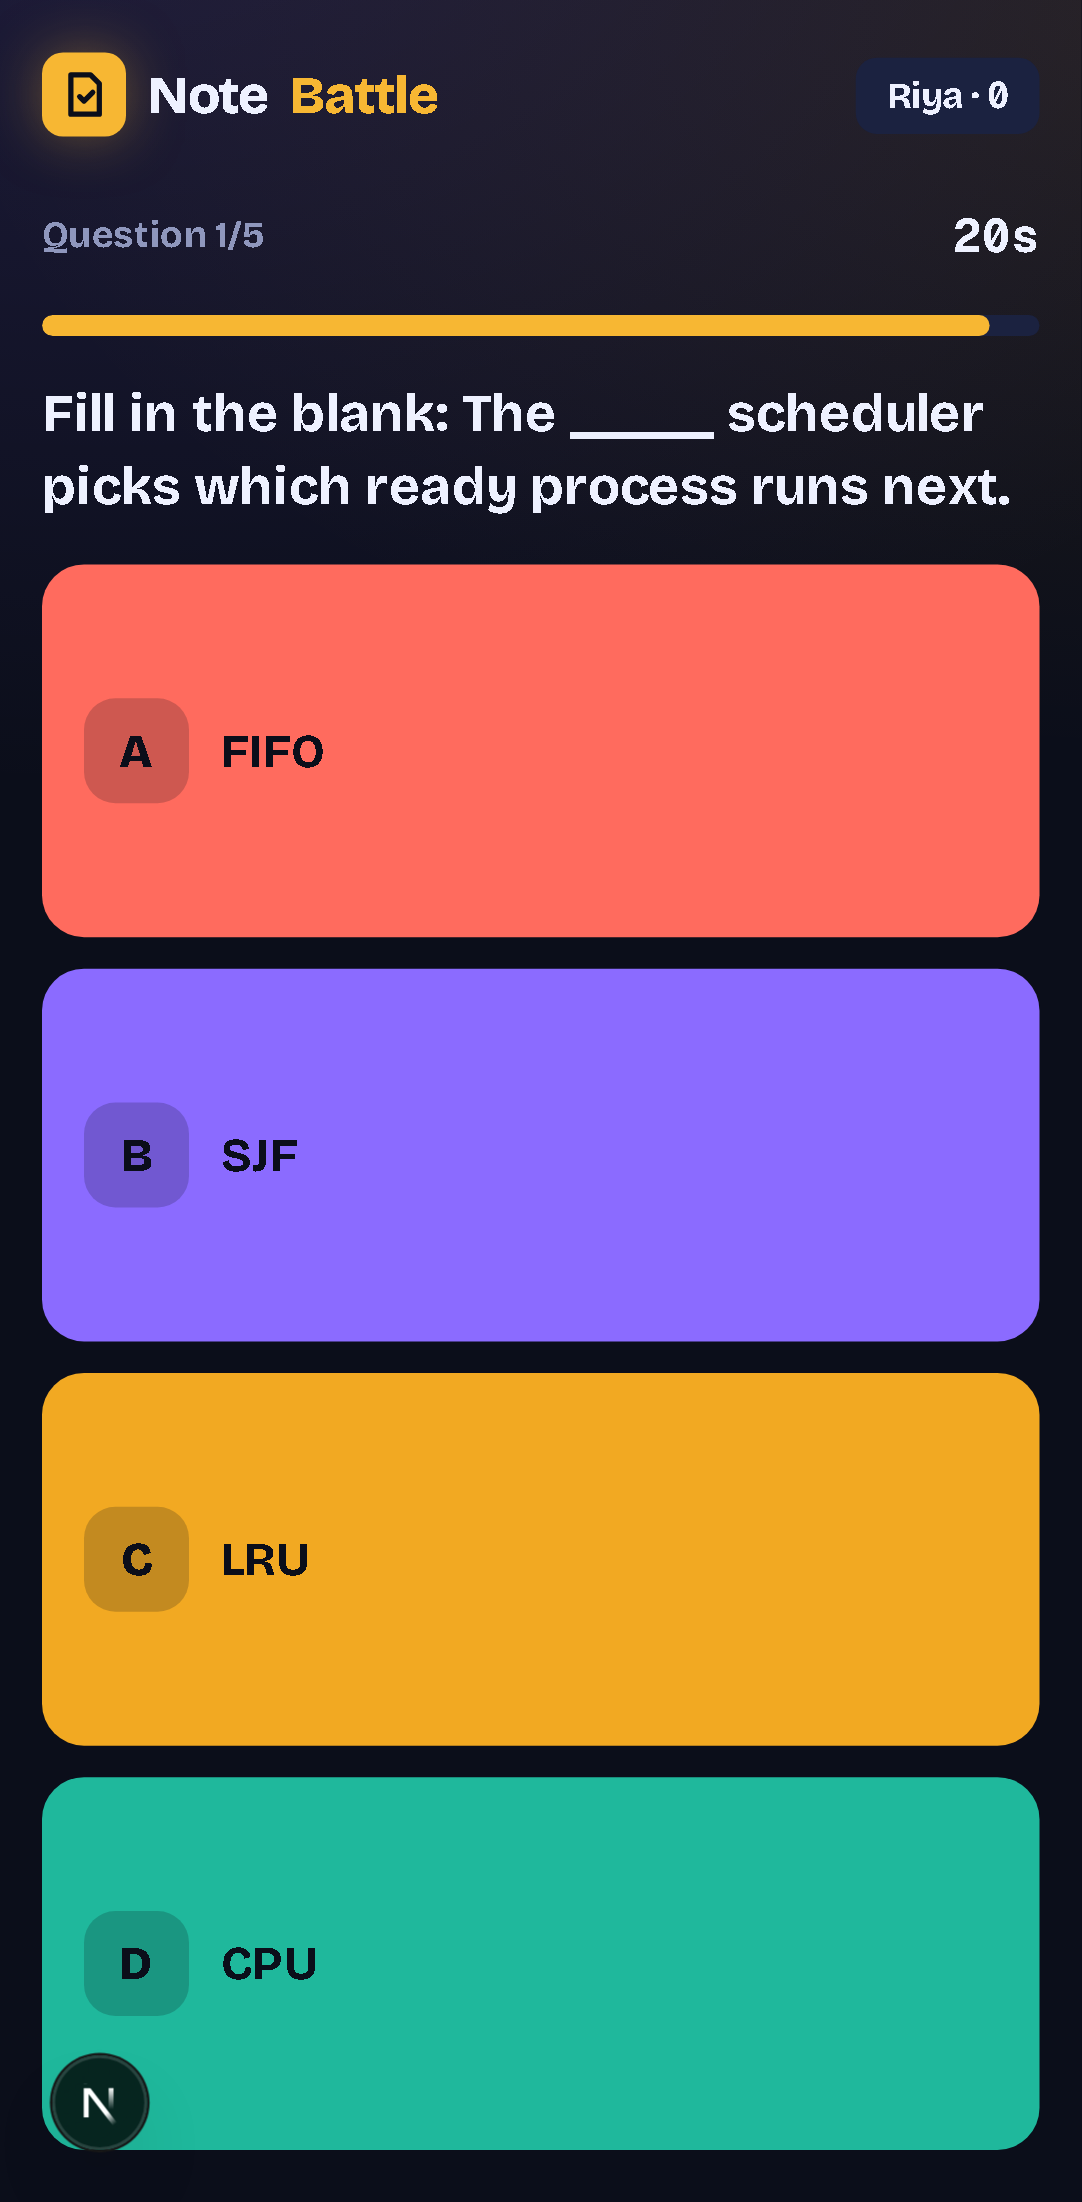 Note Battle
Riya · 0
Question 1/5
20s
Fill in the blank: The _____ scheduler
picks which ready process runs next.
A FIFO
B SJF
C LRU
D CPU
N